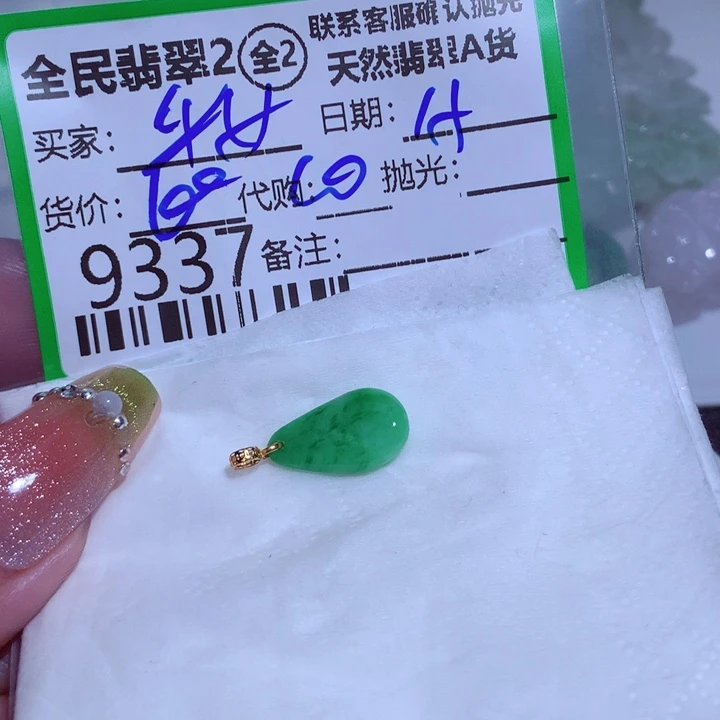 全民翡翠2 全2
联系客服确认抛光
天然翡翠A货
买家:
日期:
货价: 代购: 抛光:
9337 备注: